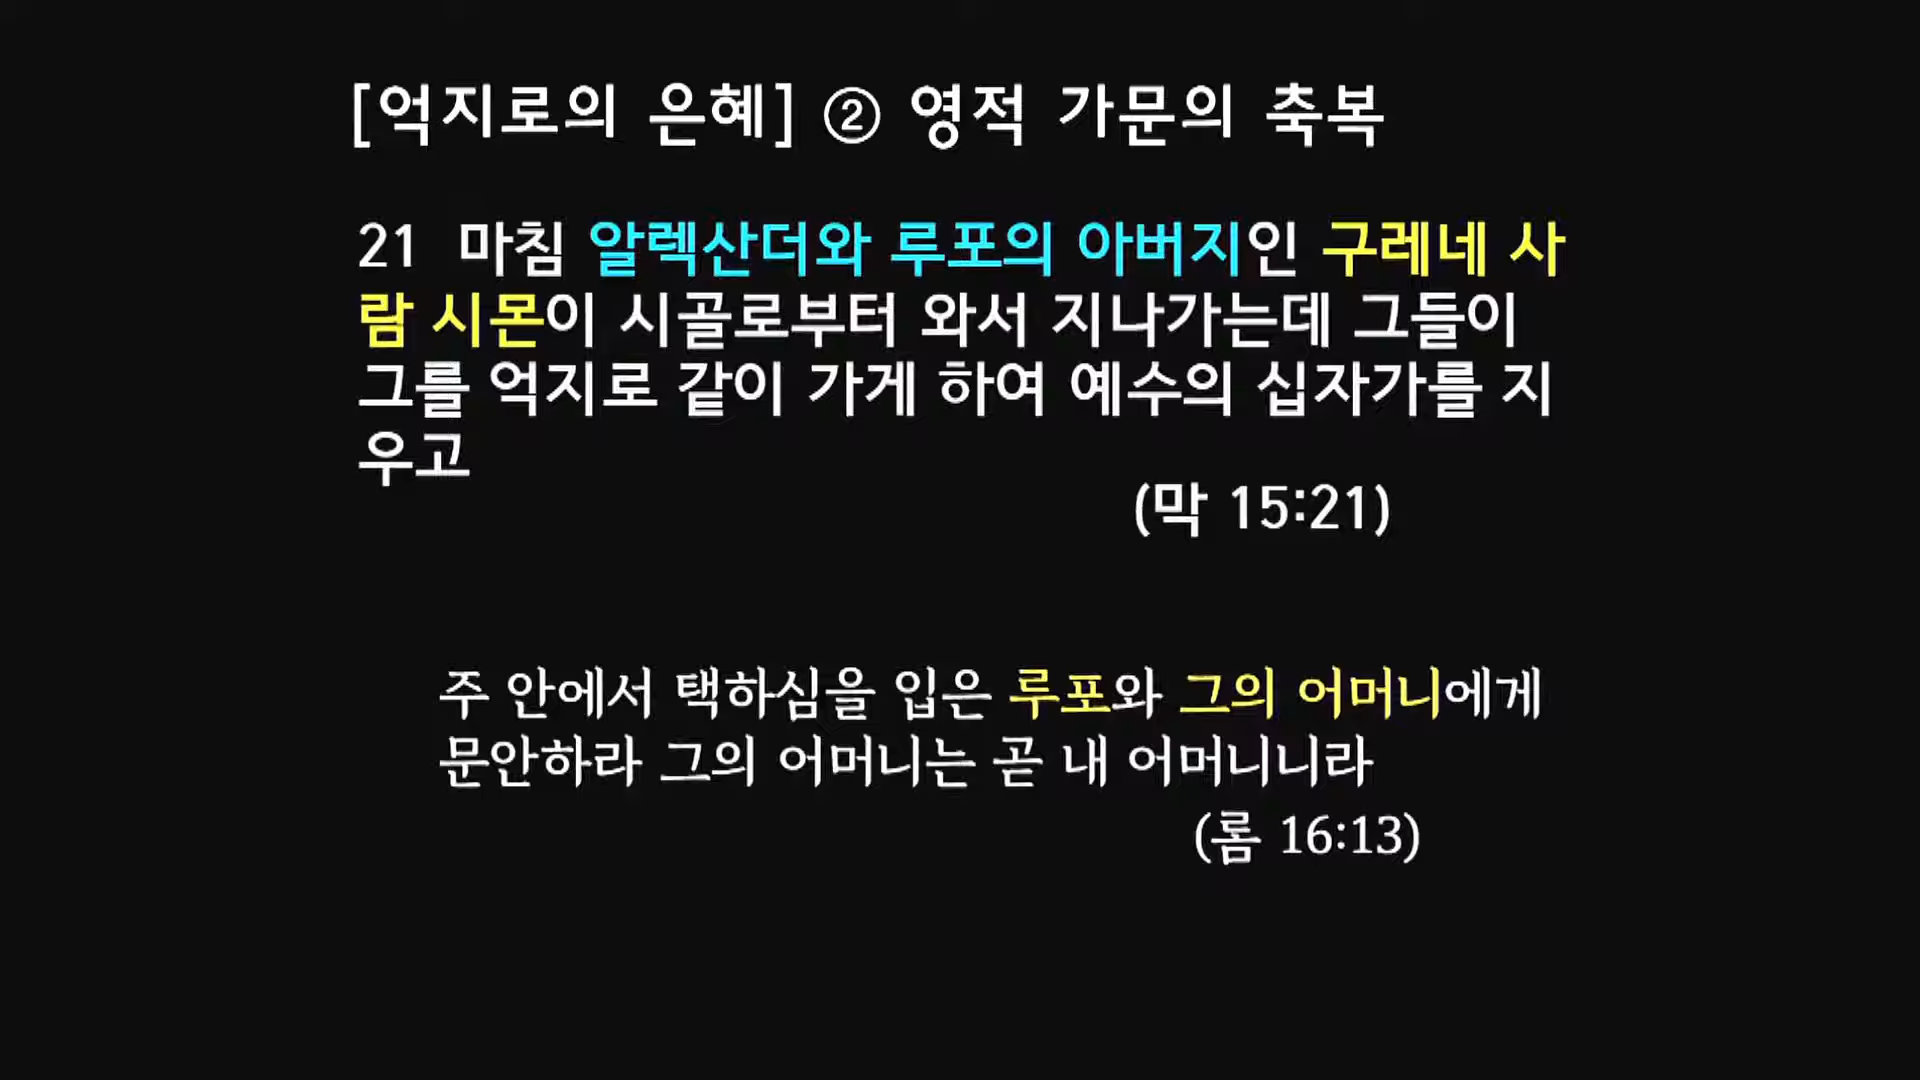 [억지로의 은혜] ② 영적 가문의 축복
21 마침 알렉산더와 루포의 아버지인 구레네 사
람 시몬이 시골로부터 와서 지나가는데 그들이
그를 억지로 같이 가게 하여 예수의 십자가를 지
우고
(막 15:21)
주 안에서 택하심을 입은 루포와 그의 어머니에게
문안하라 그의 어머니는 곧 내 어머니니라
(롬 16:13)